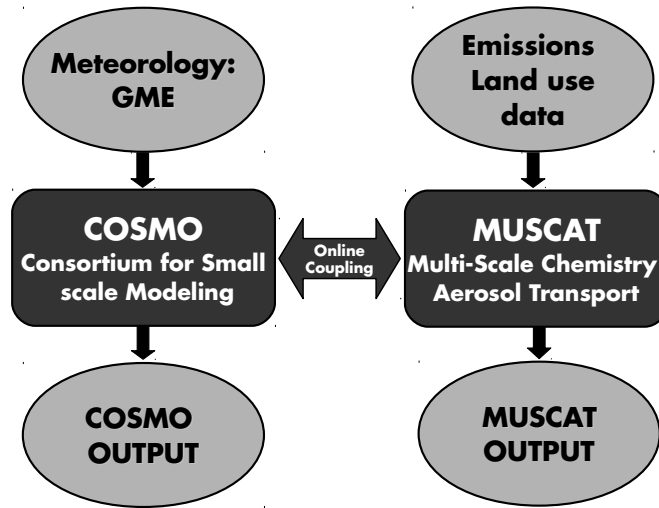 Meteorology:
GME
Emissions
Land use
data
COSMO
Consortium for Small
scale Modeling
Online
Coupling
MUSCAT
Multi-Scale Chemistry
Aerosol Transport
COSMO
OUTPUT
MUSCAT
OUTPUT